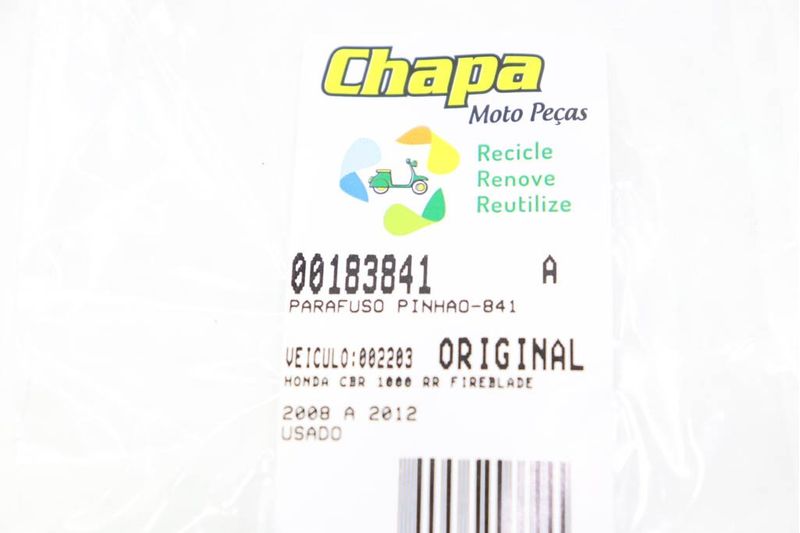 Chapa
Moto Peças
Recicle
Renove
Reutilize
00183841 A
PARAFUSO PINHAO-841
VEICULO:002203 ORIGINAL
HONDA CBR 1000 RR FIREBLADE
2008 A 2012
USADO